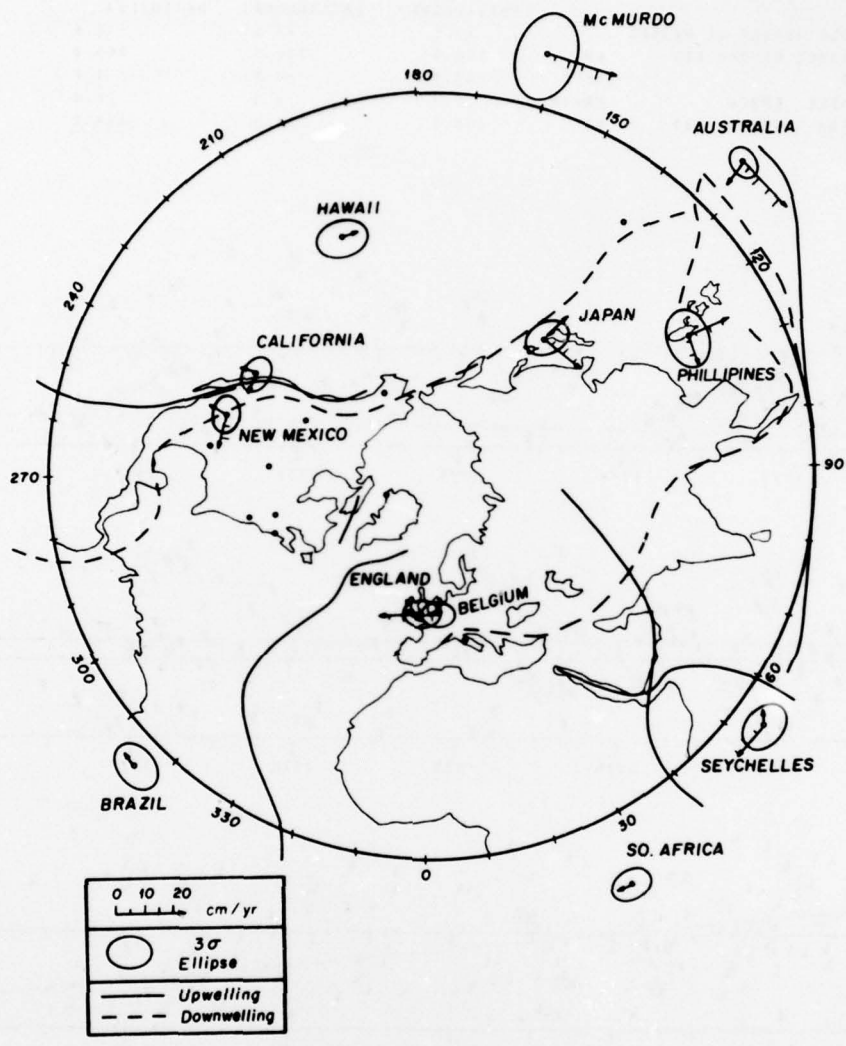 McMURDO
180
150
AUSTRALIA
210
HAWAII
120
240
JAPAN
CALIFORNIA
PHILLIPINES
NEW MEXICO
270
90
ENGLAND
BELGIUM
300
60
SEYCHELLES
BRAZIL
330
30
SO. AFRICA
0
0 10 20
cm/yr
3σ
Ellipse
Upwelling
Downwelling